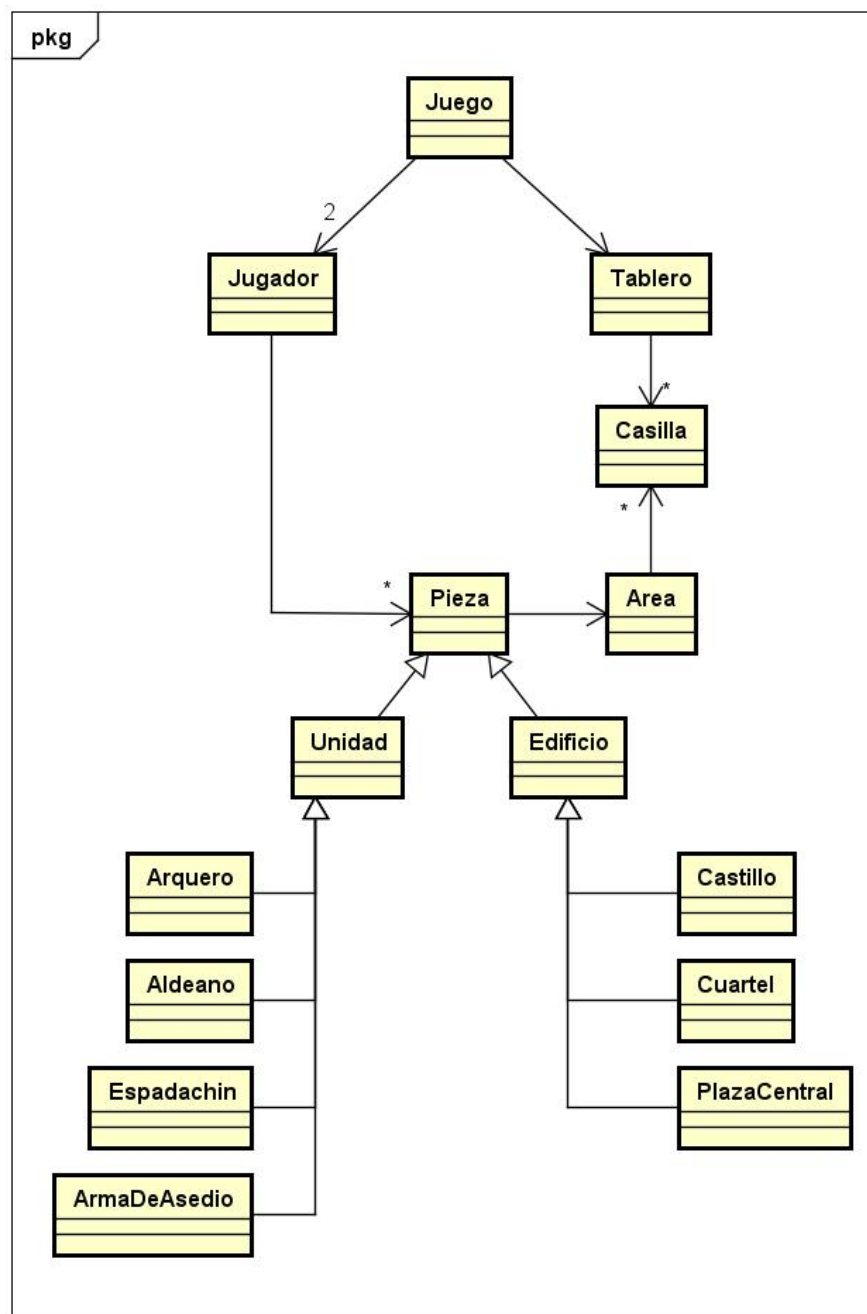 pkg
Juego
2
Jugador
Tablero
*
Casilla
*
*
Pieza
Area
Unidad
Edificio
Arquero
Castillo
Aldeano
Cuartel
Espadachin
PlazaCentral
ArmaDeAsedio